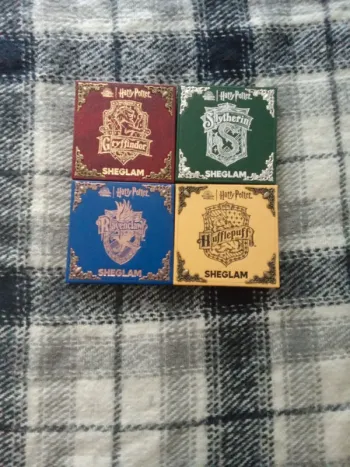 Harry Potter
Gryffindor
SHEGLAM
Harry Potter
Slytherin
SHEGLAM
Harry Potter
Ravenclaw
SHEGLAM
Harry Potter
Hufflepuff
SHEGLAM